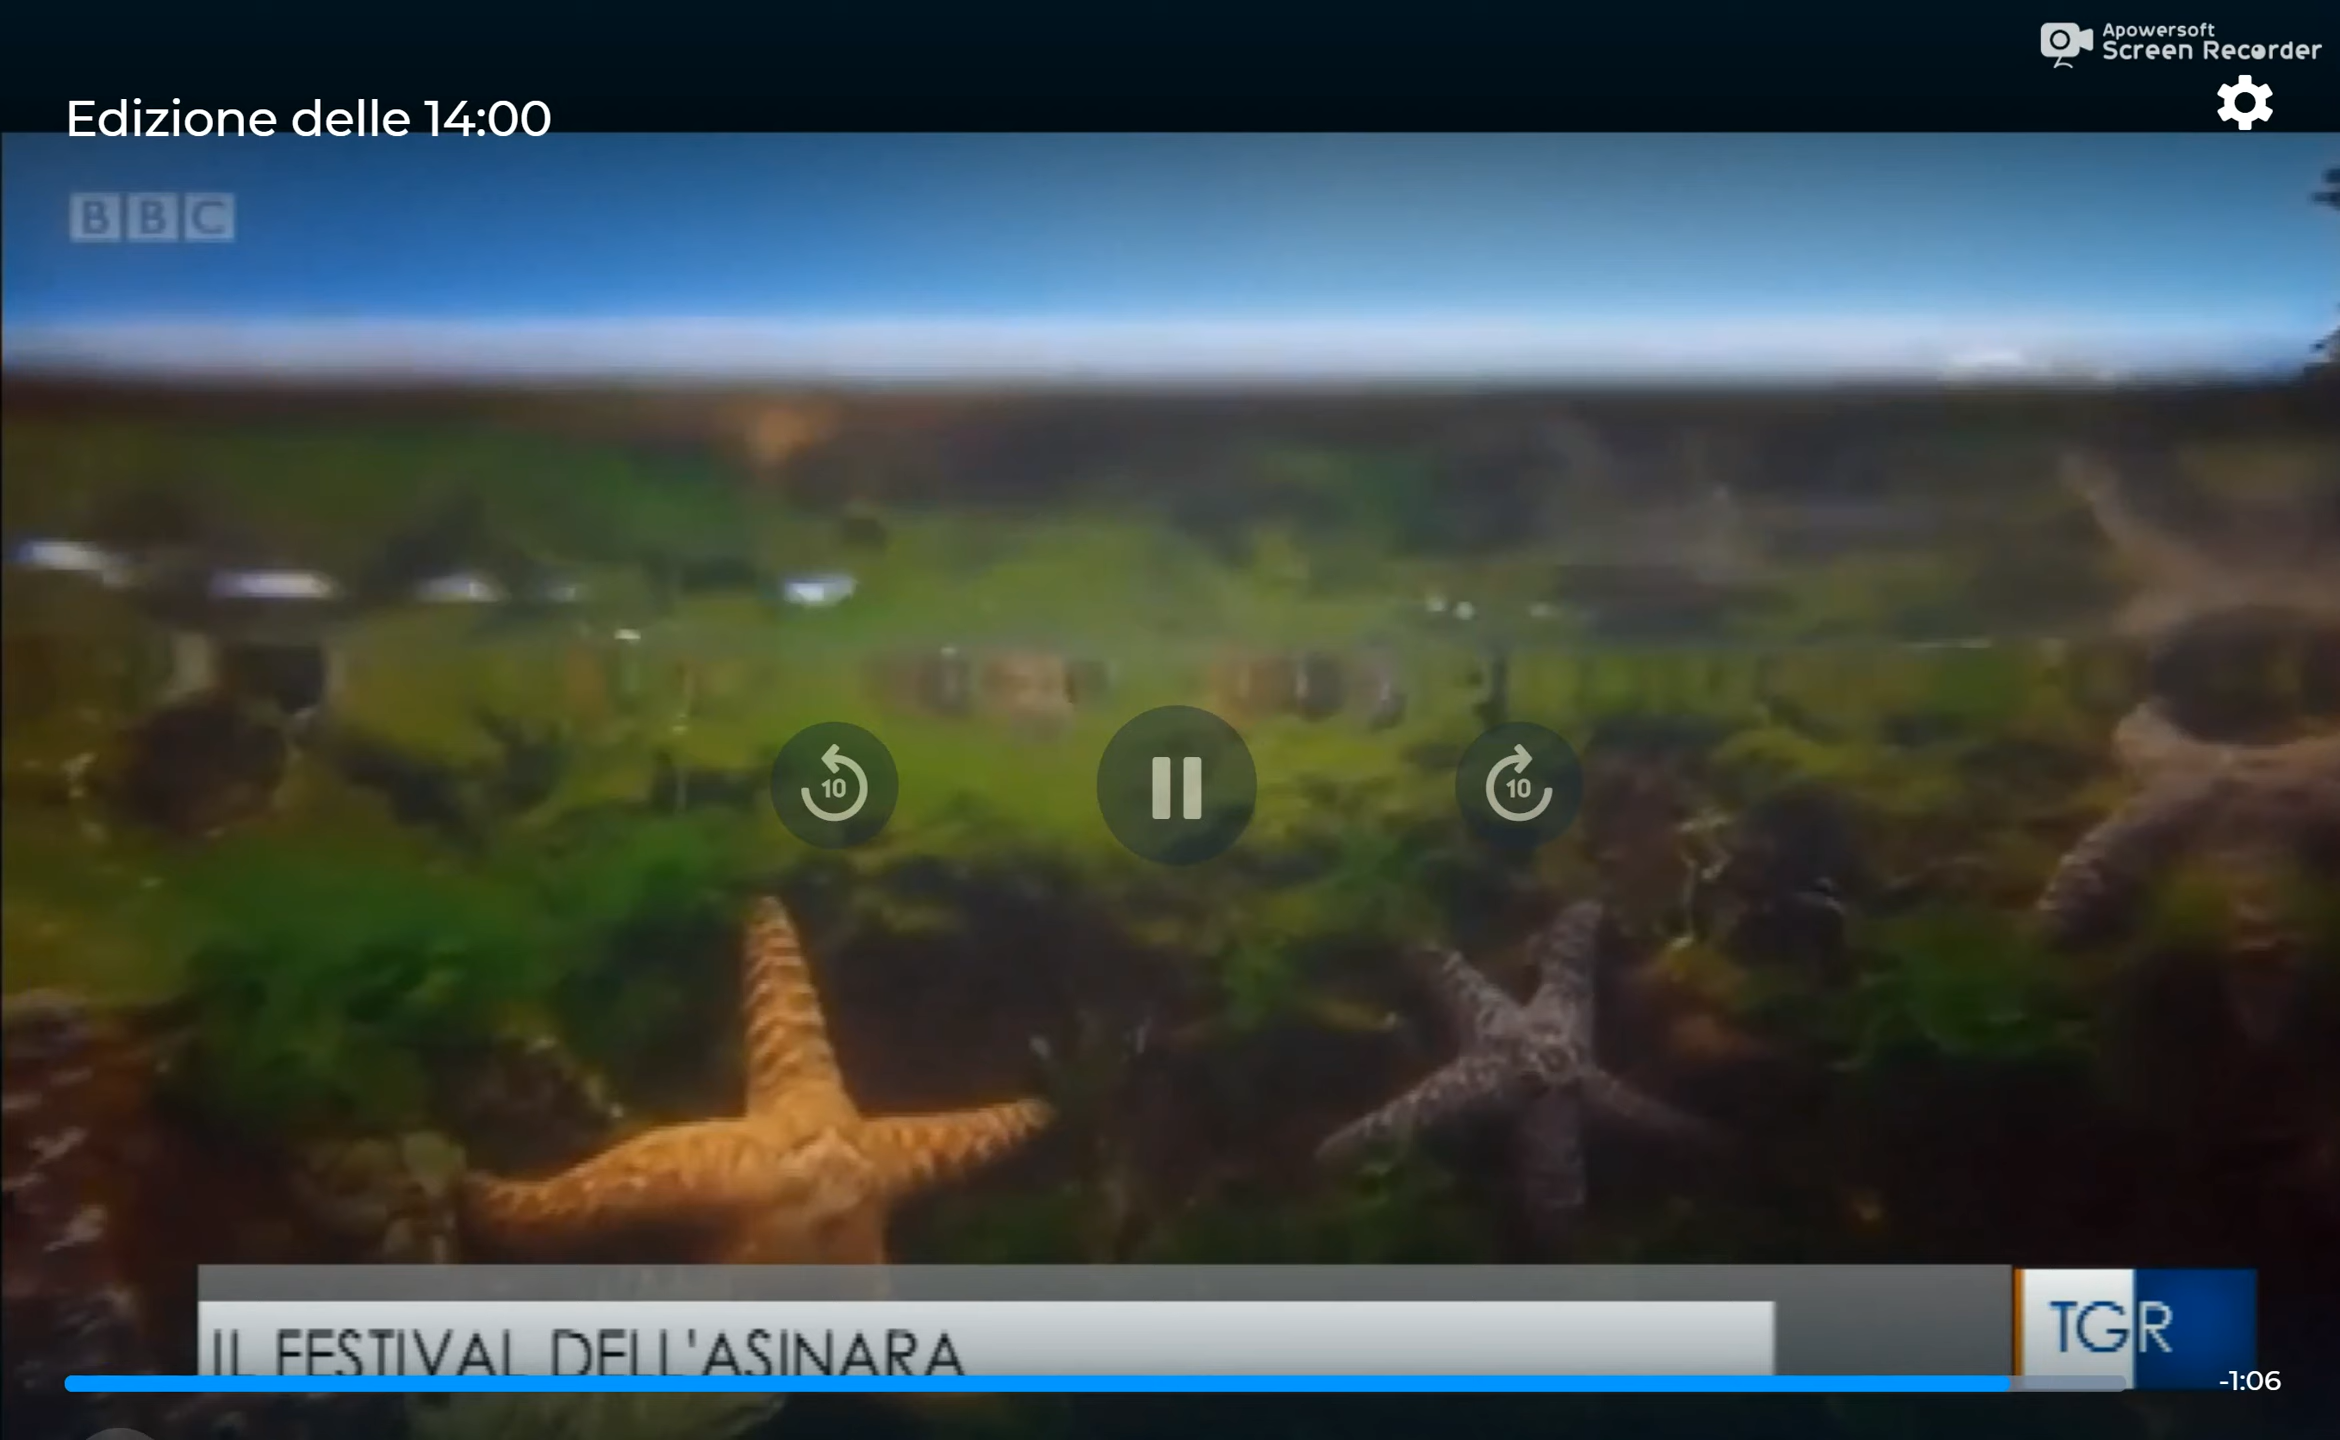 Apowersoft
Screen Recorder
Edizione delle 14:00
BBC
10
10
IL FESTIVAL DELL'ASINARA
TGR
-1:06